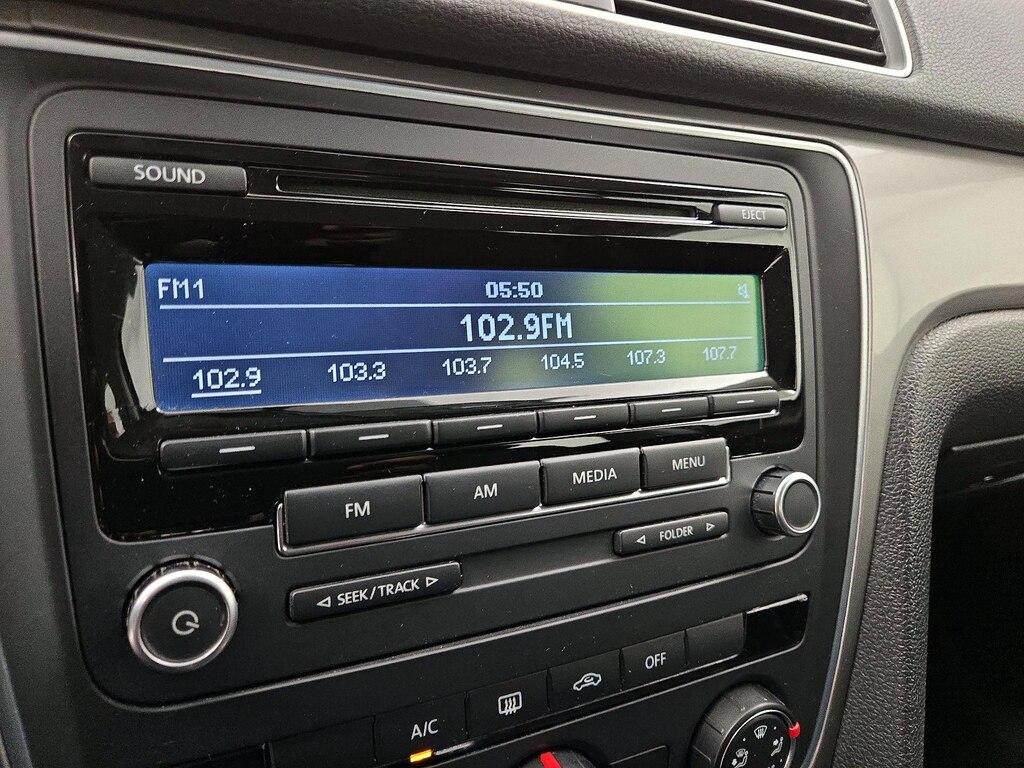 SOUND
EJECT
FM1 05:50
102.9FM
102.9 103.3 103.7 104.5 107.3 107.7
FM AM MEDIA MENU
SEEK/TRACK FOLDER
A/C OFF